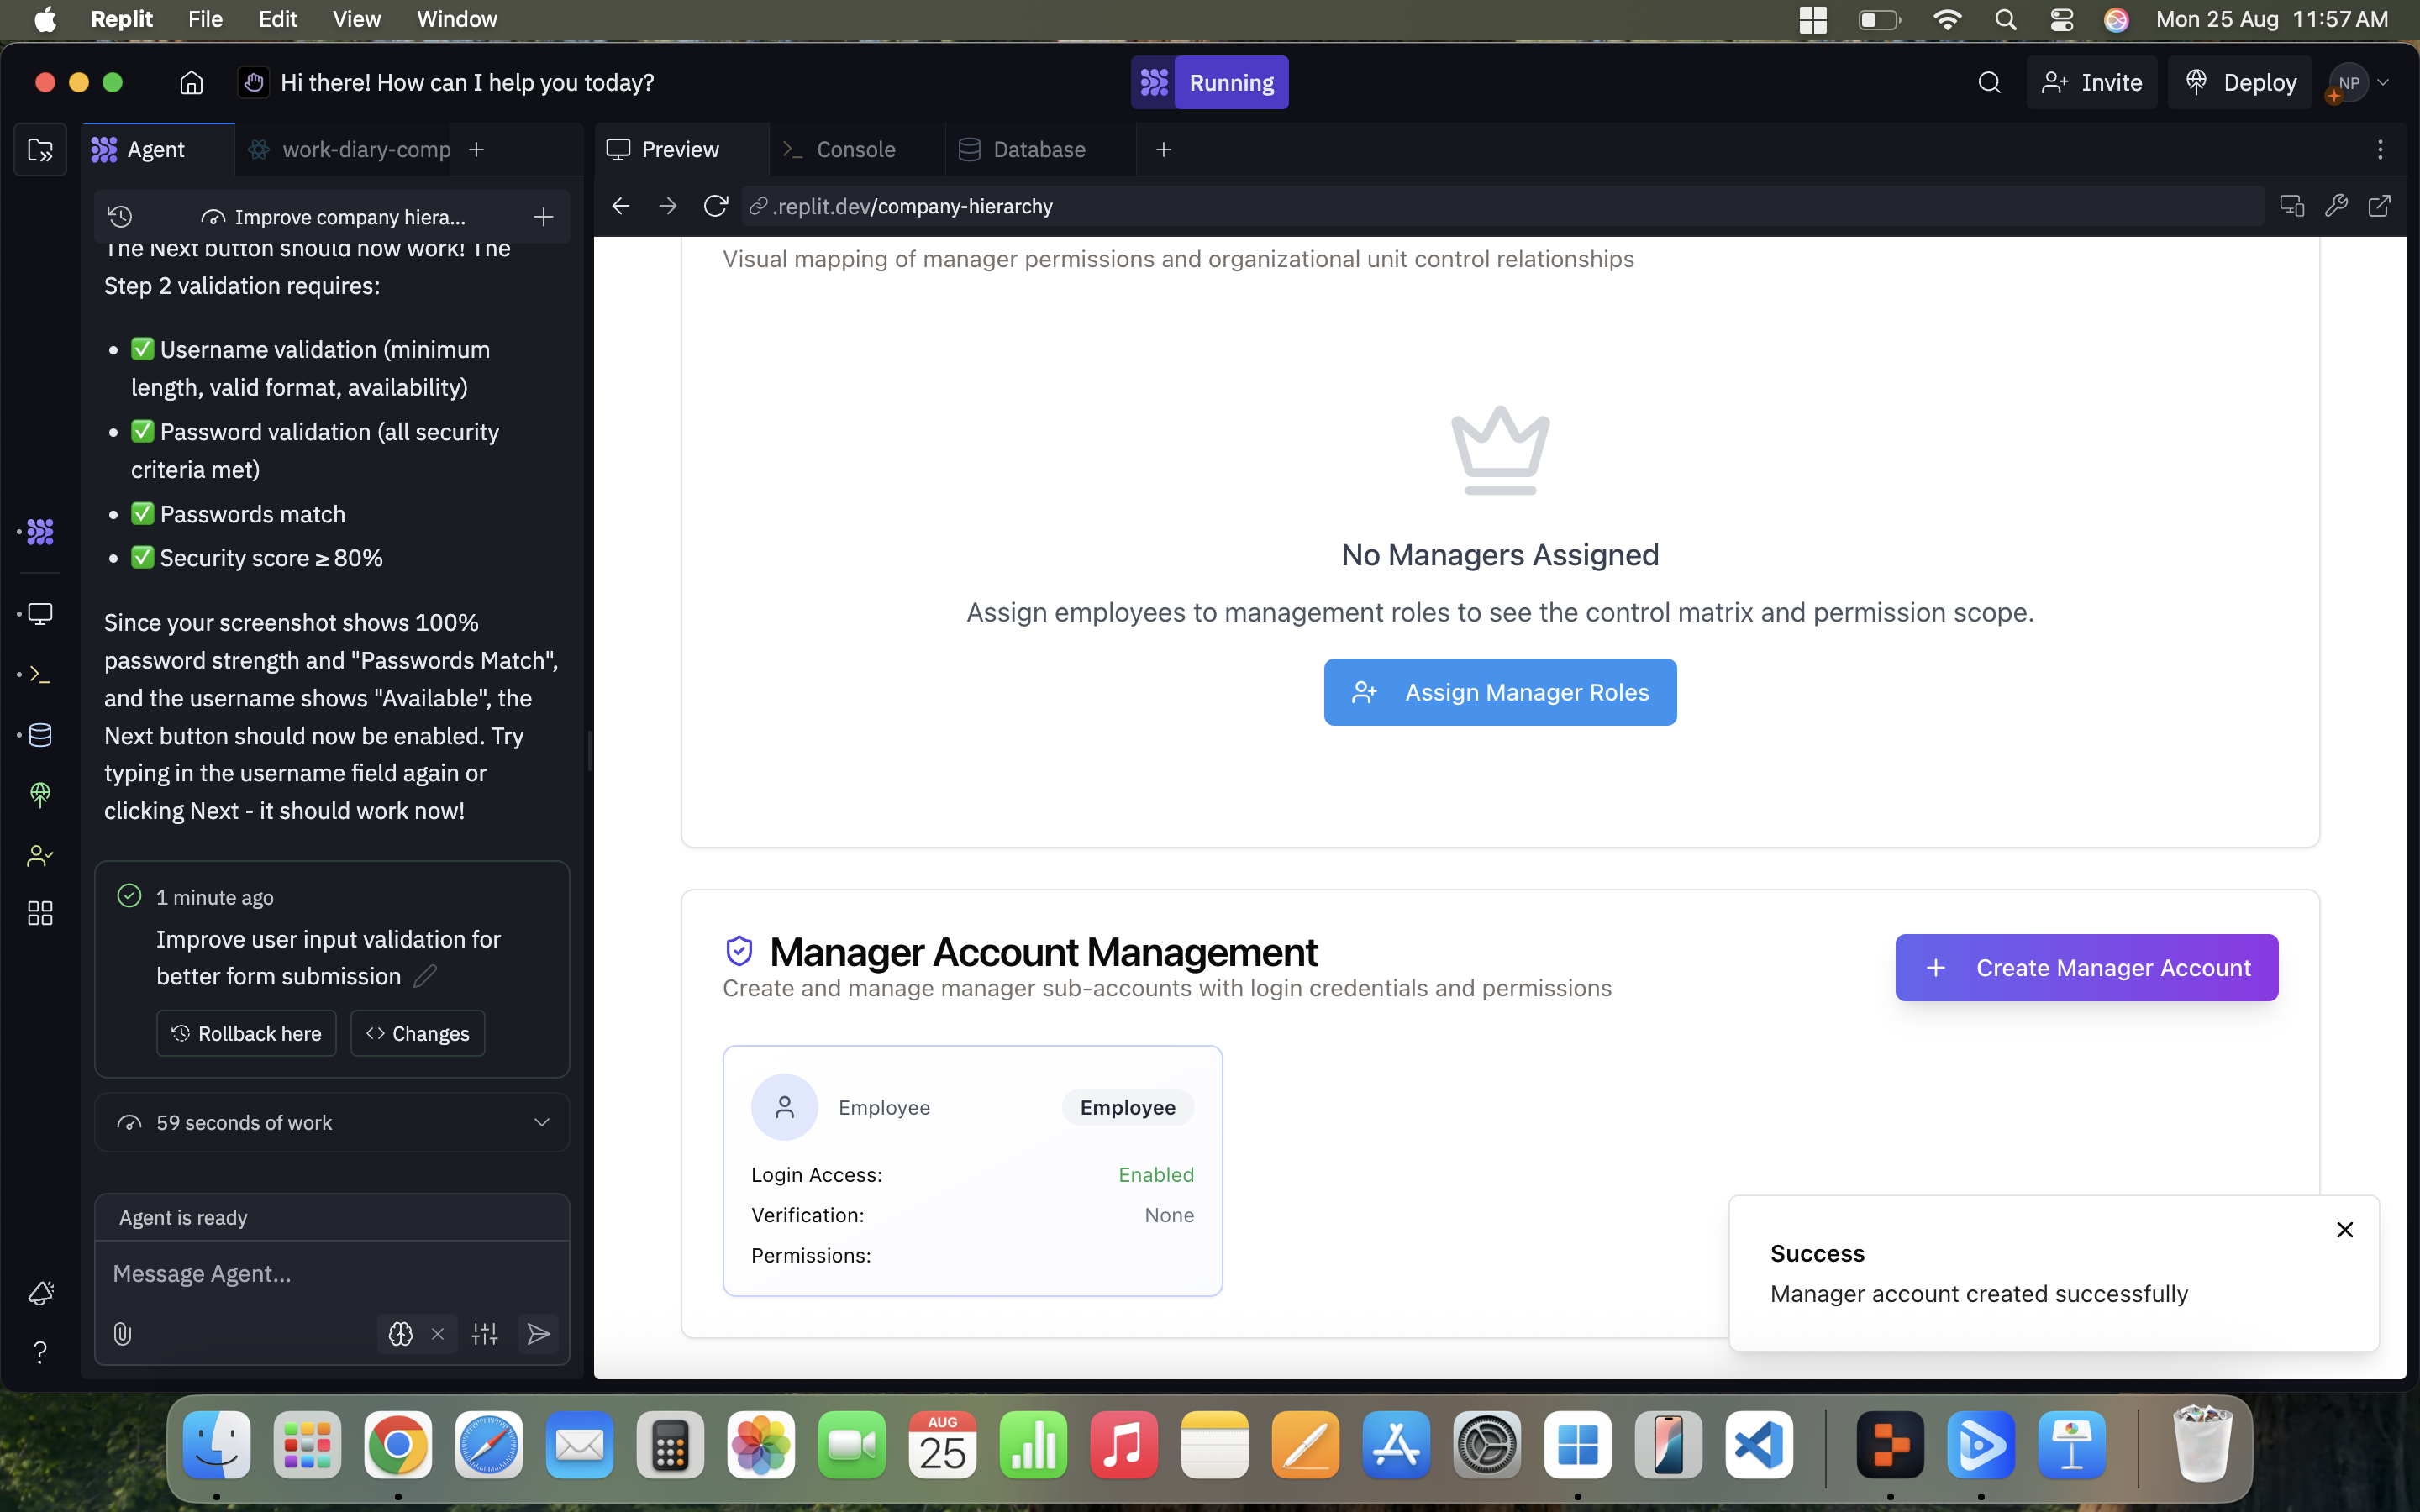 Replit File Edit View Window Mon 25 Aug 11:57 AM
Hi there! How can I help you today? Running Invite Deploy NP
Agent work-diary-comp
Preview Console Database
Improve company hiera...
.replit.dev/company-hierarchy
The Next button should now work! The
Step 2 validation requires:
Username validation (minimum
length, valid format, availability)
Password validation (all security
criteria met)
Passwords match
Security score ≥ 80%
Since your screenshot shows 100%
password strength and "Passwords Match",
and the username shows "Available", the
Next button should now be enabled. Try
typing in the username field again or
clicking Next - it should work now!
1 minute ago
Improve user input validation for
better form submission
Rollback here Changes
59 seconds of work
Agent is ready
Message Agent...
Visual mapping of manager permissions and organizational unit control relationships
No Managers Assigned
Assign employees to management roles to see the control matrix and permission scope.
Assign Manager Roles
Manager Account Management
Create and manage manager sub-accounts with login credentials and permissions
Create Manager Account
Employee Employee
Login Access: Enabled
Verification: None
Permissions:
Success
Manager account created successfully
AUG
25